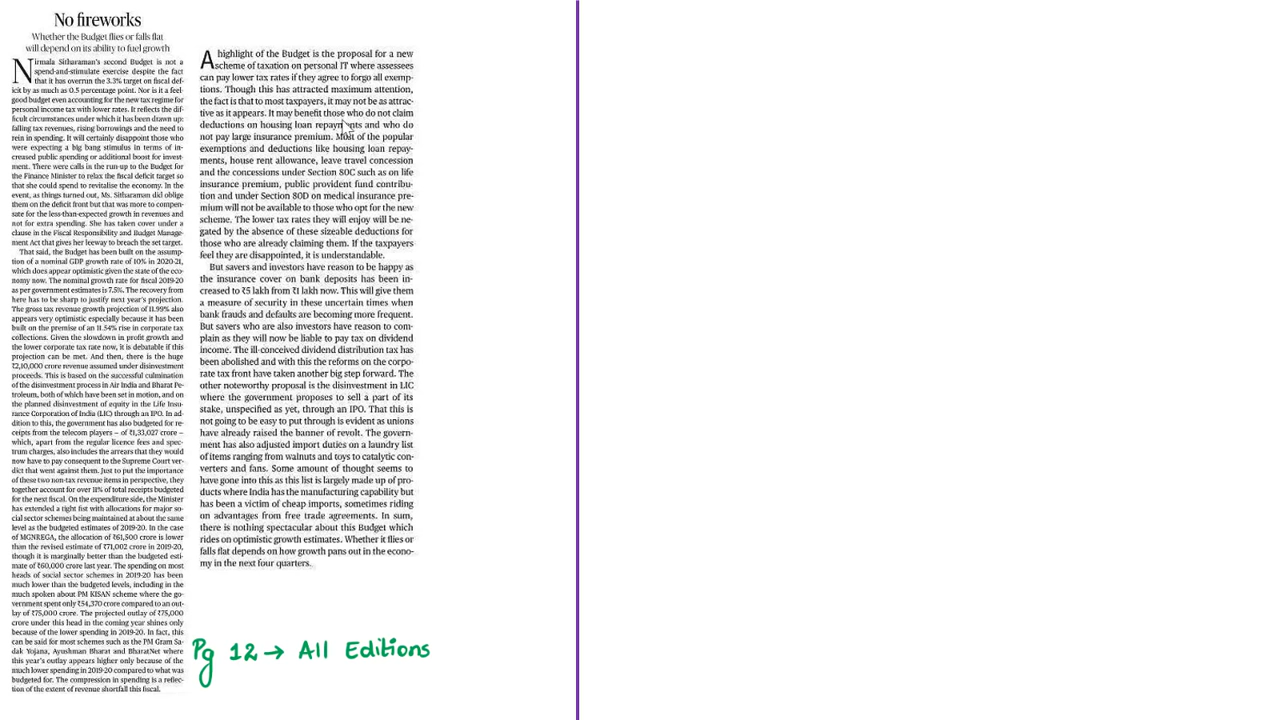 No fireworks
Whether the Budget flies or falls flat
will depend on its ability to fuel growth
Nirmala Sitharaman's second Budget is not a
spend-and-stimulate exercise despite the fact
that it has overrun the 3.3% target on fiscal def-
icit by as much as 0.5 percentage point. Nor is it a feel-
good budget even accounting for the new tax regime for
personal income tax with lower rates. It reflects the dif-
ficult circumstances under which it has been drawn up:
falling tax revenues, rising borrowings and the need to
rein in spending. It will certainly disappoint those who
were expecting a big bang stimulus in terms of in-
creased public spending or additional boost for invest-
ment. There were calls in the run-up to the Budget for
the Finance Minister to relax the fiscal deficit target so
that she could spend to revitalise the economy. In the
event, as things turned out, Ms. Sitharaman did oblige
them on the deficit front but that was more to compen-
sate for the less-than-expected growth in revenues and
not for extra spending. She has taken cover under a
clause in the Fiscal Responsibility and Budget Manage-
ment Act that gives her leeway to breach the set target.
That said, the Budget has been built on the assump-
tion of a nominal GDP growth rate of 10% in 2020-21,
which does appear optimistic given the state of the eco-
nomy now. The nominal growth rate for fiscal 2019-20
as per government estimates is 7.5%. The recovery from
here has to be sharp to justify next year's projection.
The gross tax revenue growth projection of 11.99% also
appears very optimistic especially because it has been
built on the premise of an 11.54% rise in corporate tax
collections. Given the slowdown in profit growth and
the lower corporate tax rate now, it is debatable if this
projection can be met. And then, there is the huge
₹2,10,000 crore revenue assumed under disinvestment
proceeds. This is based on the successful culmination
of the disinvestment process in Air India and Bharat Pe-
troleum, both of which have been set in motion, and on
the planned disinvestment of equity in the Life Insu-
rance Corporation of India (LIC) through an IPO. In ad-
dition to this, the government has also budgeted for re-
ceipts from the telecom players — of ₹1,33,027 crore —
which, apart from the regular licence fees and spec-
trum charges, also includes the arrears that they would
now have to pay consequent to the Supreme Court ver-
dict that went against them. Just to put the importance
of these two non-tax revenue items in perspective, they
together account for over 11% of total receipts budgeted
for the next fiscal. On the expenditure side, the Minister
has extended a tight fist with allocations for major so-
cial sector schemes being maintained at about the same
level as the budgeted estimates of 2019-20. In the case
of MGNREGA, the allocation of ₹61,500 crore is lower
than the revised estimate of ₹71,002 crore in 2019-20,
though it is marginally better than the budgeted esti-
mate of ₹60,000 crore last year. The spending on most
heads of social sector schemes in 2019-20 has been
much lower than the budgeted levels, including in the
much spoken about PM KISAN scheme where the go-
vernment spent only ₹54,370 crore compared to an out-
lay of ₹75,000 crore. The projected outlay of ₹75,000
crore under this head in the coming year shines only
because of the lower spending in 2019-20. In fact, this
can be said for most schemes such as the PM Gram Sa-
dak Yojana, Ayushman Bharat and BharatNet where
this year's outlay appears higher only because of the
much lower spending in 2019-20 compared to what was
budgeted for. The compression in spending is a reflec-
tion of the extent of revenue shortfall this fiscal.
A highlight of the Budget is the proposal for a new
scheme of taxation on personal IT where assessees
can pay lower tax rates if they agree to forgo all exemp-
tions. Though this has attracted maximum attention,
the fact is that to most taxpayers, it may not be as attrac-
tive as it appears. It may benefit those who do not claim
deductions on housing loan repayments and who do
not pay large insurance premium. Most of the popular
exemptions and deductions like housing loan repay-
ments, house rent allowance, leave travel concession
and the concessions under Section 80C such as on life
insurance premium, public provident fund contribu-
tion and under Section 80D on medical insurance pre-
mium will not be available to those who opt for the new
scheme. The lower tax rates they will enjoy will be ne-
gated by the absence of these sizeable deductions for
those who are already claiming them. If the taxpayers
feel they are disappointed, it is understandable.
But savers and investors have reason to be happy as
the insurance cover on bank deposits has been in-
creased to ₹5 lakh from ₹1 lakh now. This will give them
a measure of security in these uncertain times when
bank frauds and defaults are becoming more frequent.
But savers who are also investors have reason to com-
plain as they will now be liable to pay tax on dividend
income. The ill-conceived dividend distribution tax has
been abolished and with this the reforms on the corpo-
rate tax front have taken another big step forward. The
other noteworthy proposal is the disinvestment in LIC
where the government proposes to sell a part of its
stake, unspecified as yet, through an IPO. That this is
not going to be easy to put through is evident as unions
have already raised the banner of revolt. The govern-
ment has also adjusted import duties on a laundry list
of items ranging from walnuts and toys to catalytic con-
verters and fans. Some amount of thought seems to
have gone into this as this list is largely made up of pro-
ducts where India has the manufacturing capability but
has been a victim of cheap imports, sometimes riding
on advantages from free trade agreements. In sum,
there is nothing spectacular about this Budget which
rides on optimistic growth estimates. Whether it flies or
falls flat depends on how growth pans out in the econo-
my in the next four quarters.
Pg 12 → All Editions